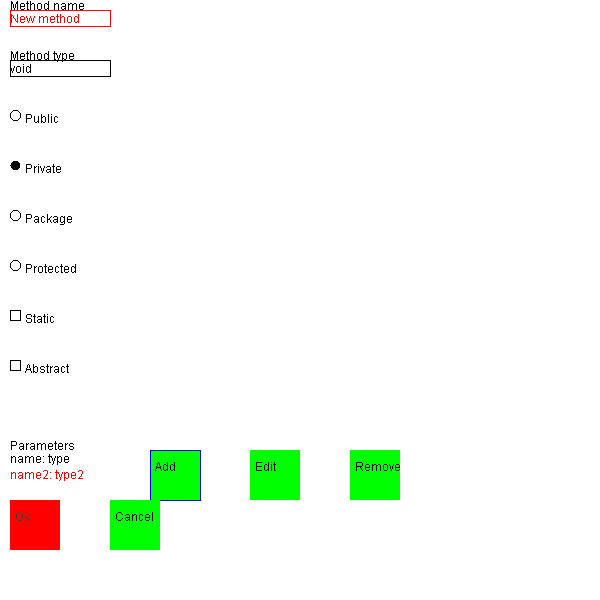 Method name
New method
Method type
void
Public
Private
Package
Protected
Static
Abstract
Parameters
name: type
name2: type2
Add
Edit
Remove
Ok
Cancel